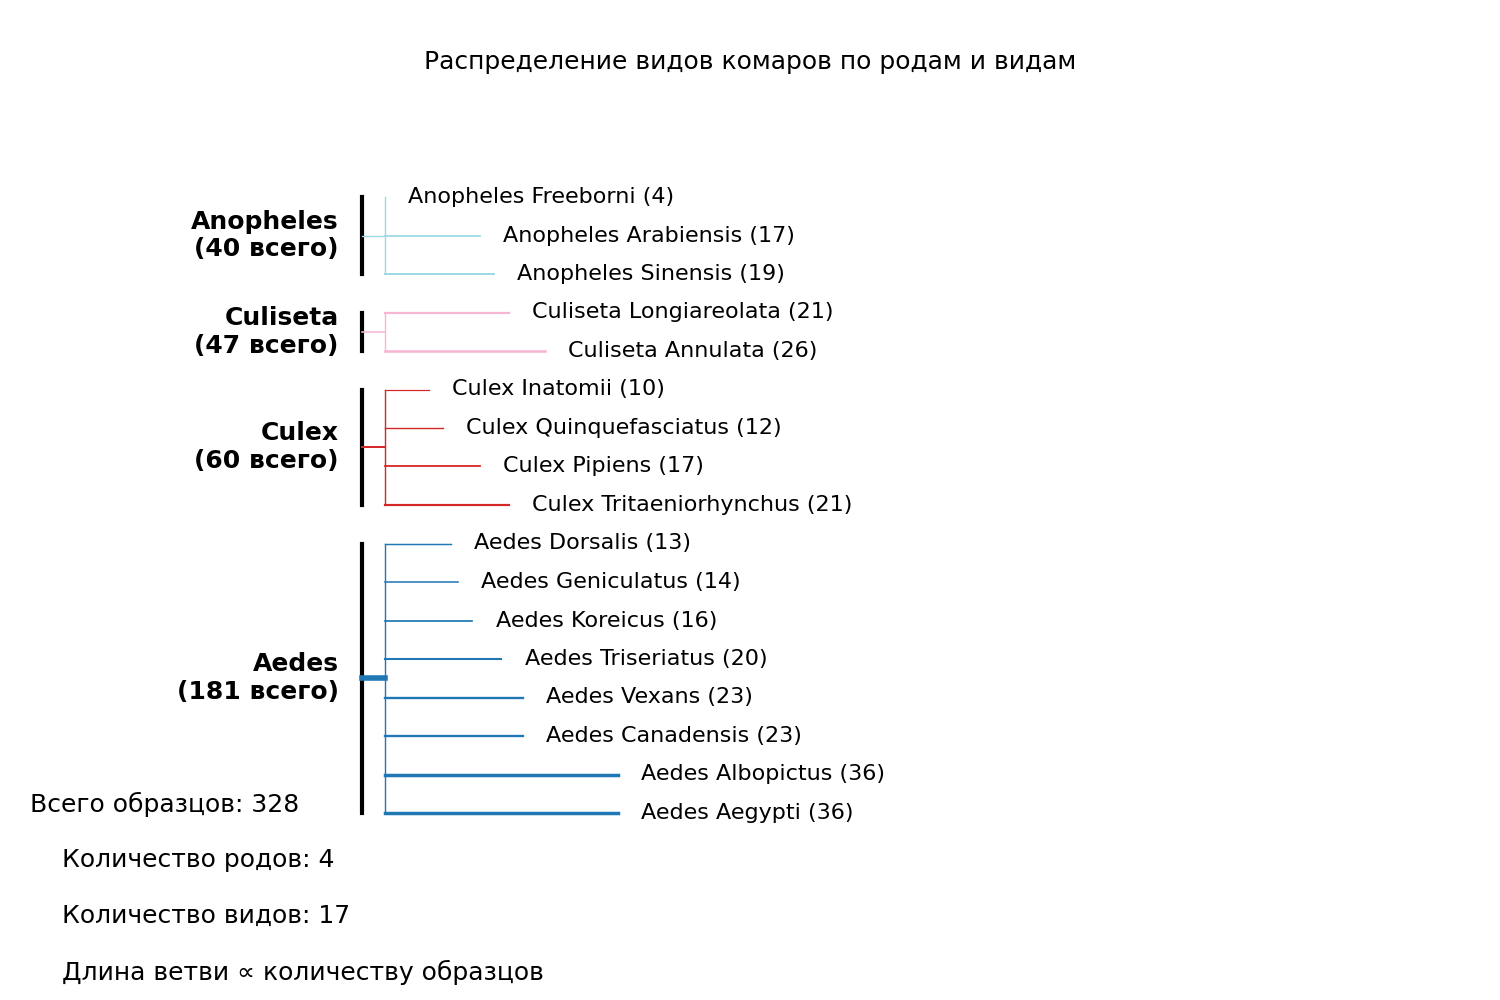 Распределение видов комаров по родам и видам
Anopheles
(40 всего)
Anopheles Freeborni (4)
Anopheles Arabiensis (17)
Anopheles Sinensis (19)
Culiseta
(47 всего)
Culiseta Longiareolata (21)
Culiseta Annulata (26)
Culex
(60 всего)
Culex Inatomii (10)
Culex Quinquefasciatus (12)
Culex Pipiens (17)
Culex Tritaeniorhynchus (21)
Aedes
(181 всего)
Aedes Dorsalis (13)
Aedes Geniculatus (14)
Aedes Koreicus (16)
Aedes Triseriatus (20)
Aedes Vexans (23)
Aedes Canadensis (23)
Aedes Albopictus (36)
Aedes Aegypti (36)
Всего образцов: 328
Количество родов: 4
Количество видов: 17
Длина ветви ∝ количеству образцов